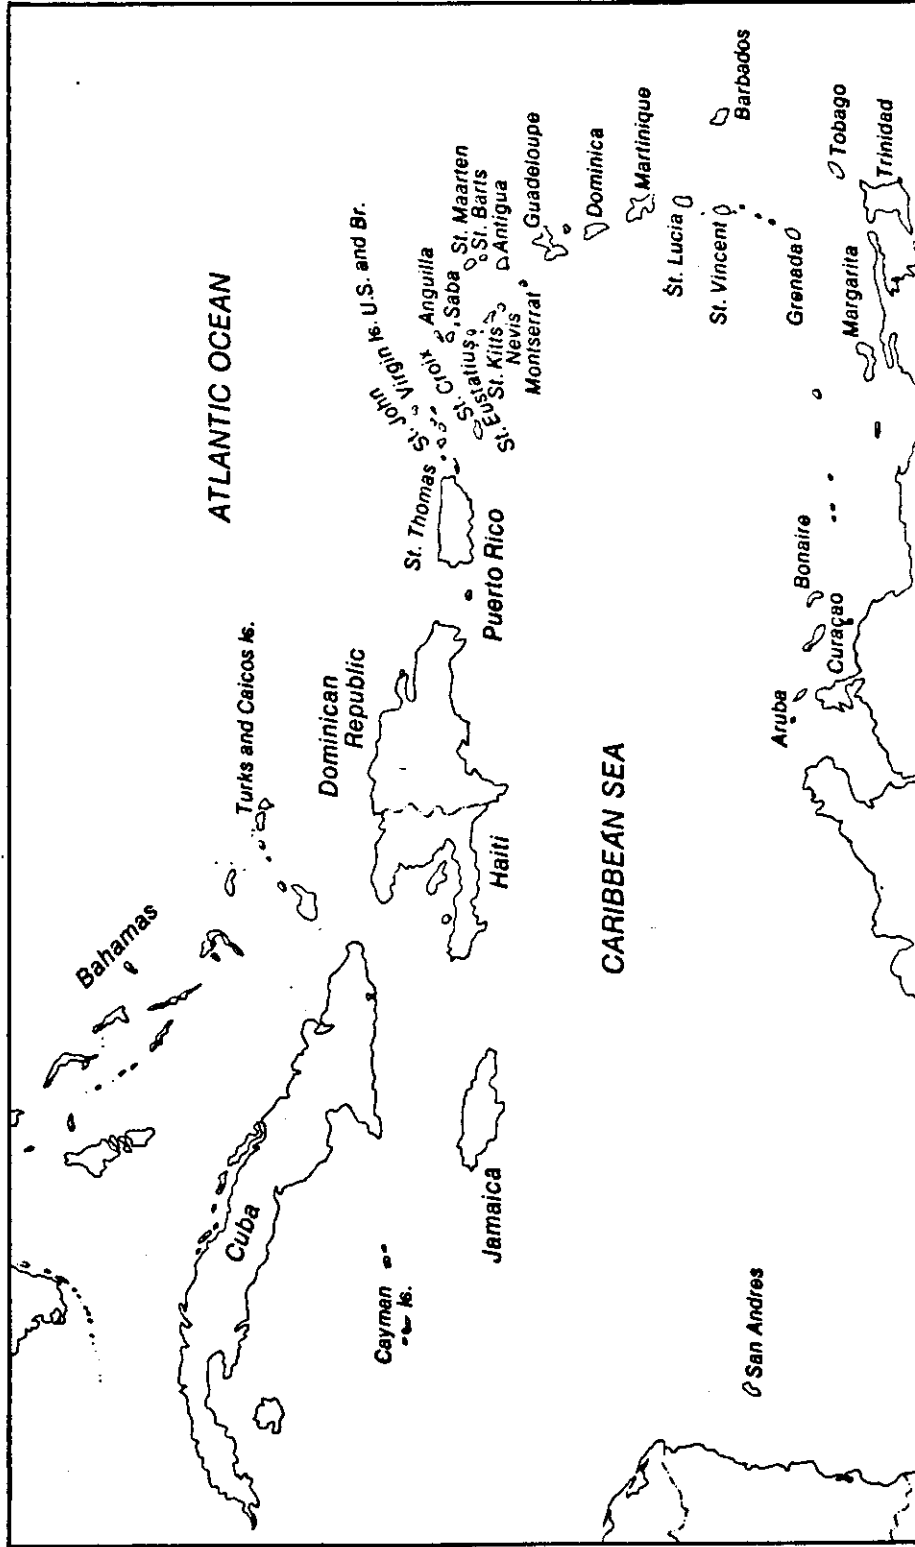 ATLANTIC OCEAN
Bahamas
Turks and Caicos Is.
Cuba
Cayman
Is.
Jamaica
Haiti
Dominican
Republic
Puerto Rico
St. Thomas
St. John
Virgin Is. U.S. and Br.
St. Croix
Anguilla
Saba
St. Maarten
St. Barts
Antigua
St. Eustatius
St. Kitts
Nevis
Montserrat
Guadeloupe
Dominica
Martinique
St. Lucia
St. Vincent
Barbados
Grenada
Tobago
Trinidad
Margarita
Bonaire
Curaçao
Aruba
CARIBBEAN SEA
San Andres